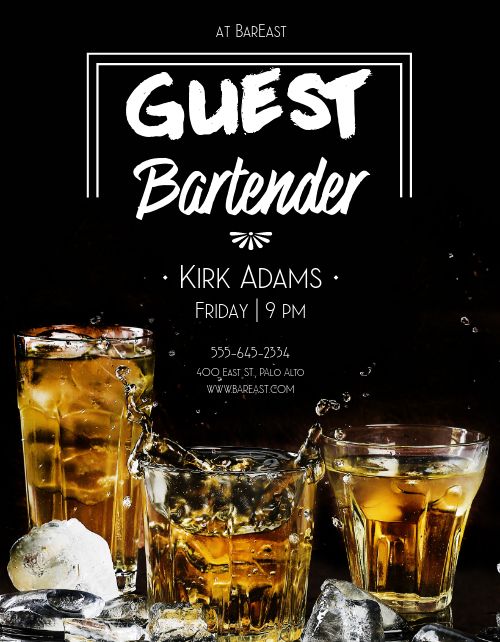 at BarEast
GUEST
Bartender
Kirk Adams
Friday | 9 pm
555-645-2334
400 East St., Palo Alto
www.bareast.com